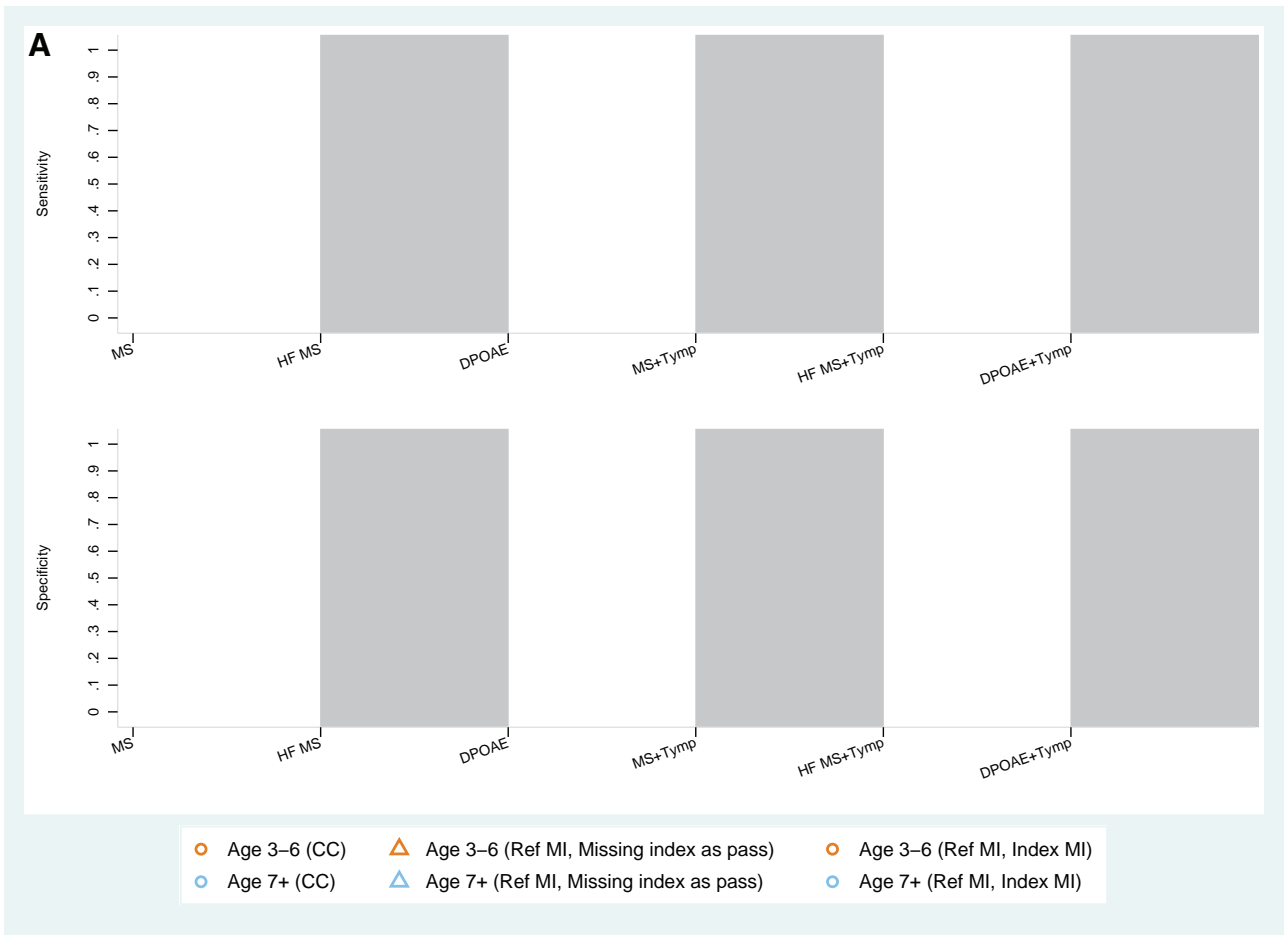 A
Sensitivity
1
.9
.8
.7
.6
.5
.4
.3
.2
.1
0
MS
HF MS
DPOAE
MS+Tymp
HF MS+Tymp
DPOAE+Tymp
Specificity
1
.9
.8
.7
.6
.5
.4
.3
.2
.1
0
MS
HF MS
DPOAE
MS+Tymp
HF MS+Tymp
DPOAE+Tymp
Age 3–6 (CC)
Age 3–6 (Ref MI, Missing index as pass)
Age 3–6 (Ref MI, Index MI)
Age 7+ (CC)
Age 7+ (Ref MI, Missing index as pass)
Age 7+ (Ref MI, Index MI)